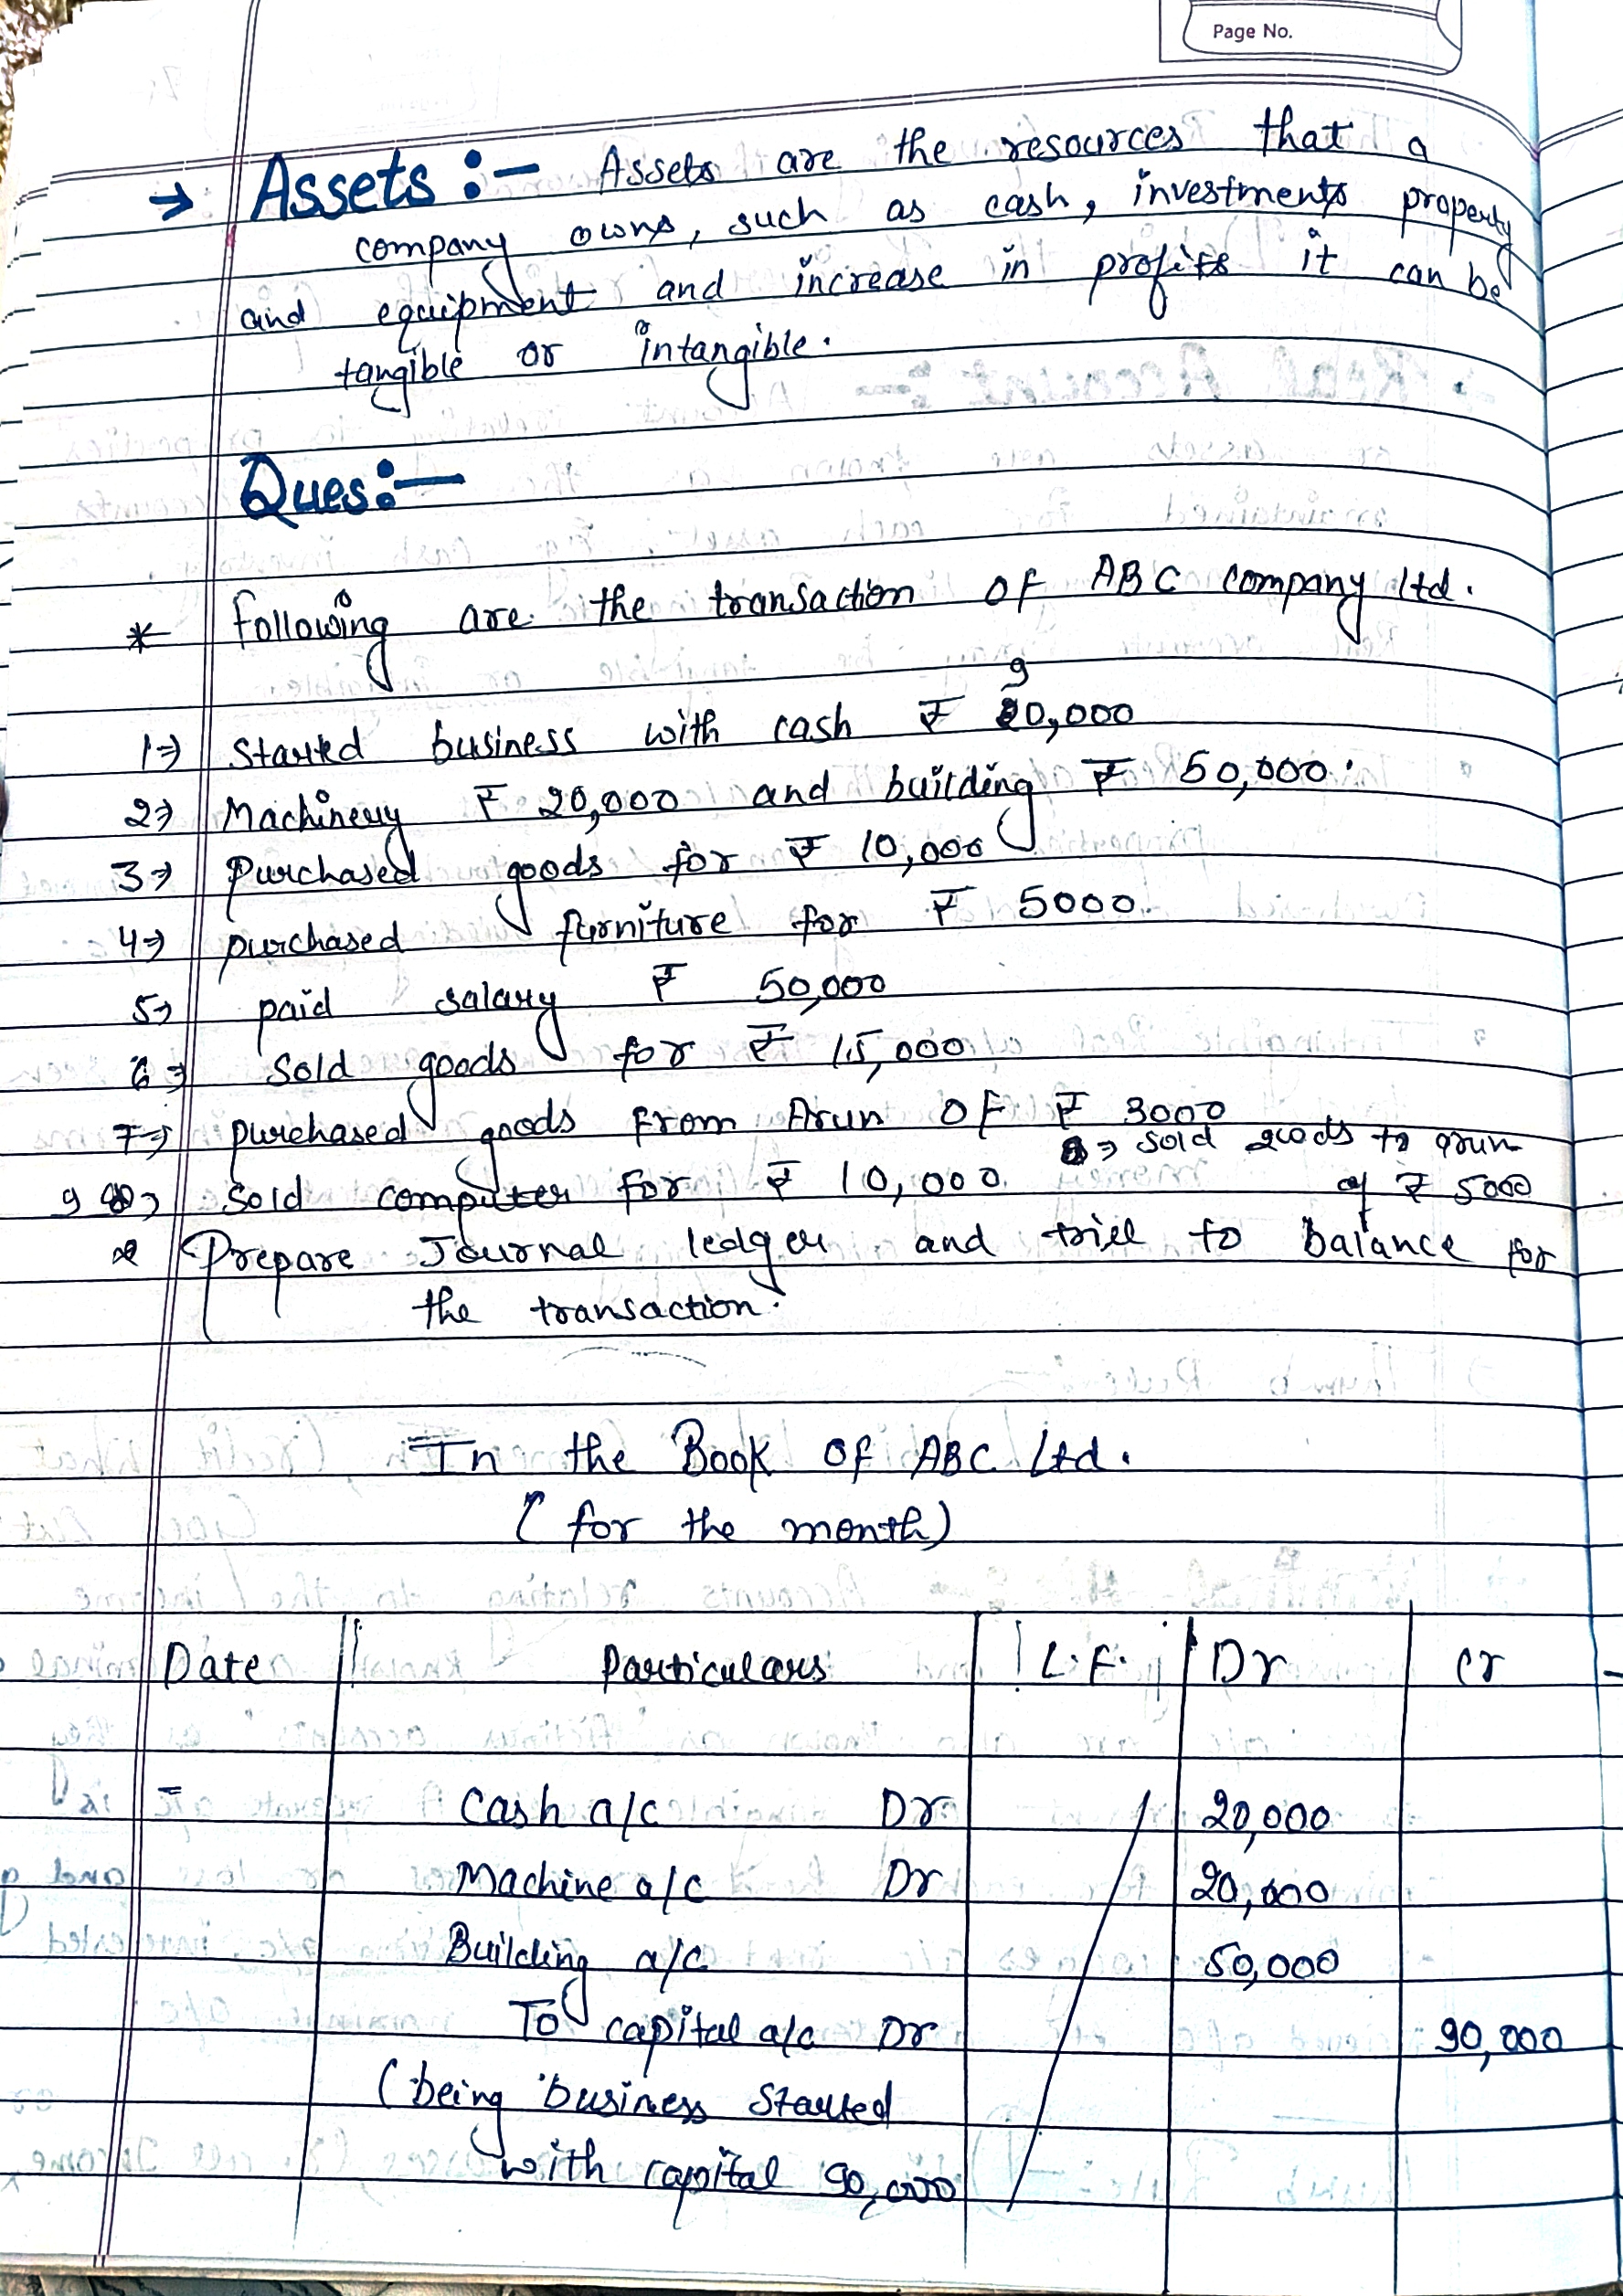 Page No.
→ Assets :- Assets are the resources that a
company owns, such as cash, investments property
and equipment and increase in profits it can be
tangible or intangible.
Ques:-
* following are the transaction of ABC company ltd.
1→ Started business with cash ₹ 20,000
2→ Machinery ₹ 20,000 and building ₹ 50,000.
3→ Purchased goods for ₹ 10,000
4→ purchased furniture for ₹ 5000.
5→ paid salary ₹ 50,000
6→ Sold goods for ₹ 15,000
7→ purchased goods from Arun OF ₹ 3000
8→ sold goods to arun
of ₹ 5000
9→ Sold computer for ₹ 10,000.
* Prepare Journal ledger and triel to balance for
the transaction.
In the Book OF ABC Ltd.
(for the month)
Date Particulars L.F. Dr Cr
- Cash a/c Dr 20,000
Machine a/c Dr 20,000
Building a/c 50,000
To capital a/c Dr 90,000
(being business Started
with capital 90,000